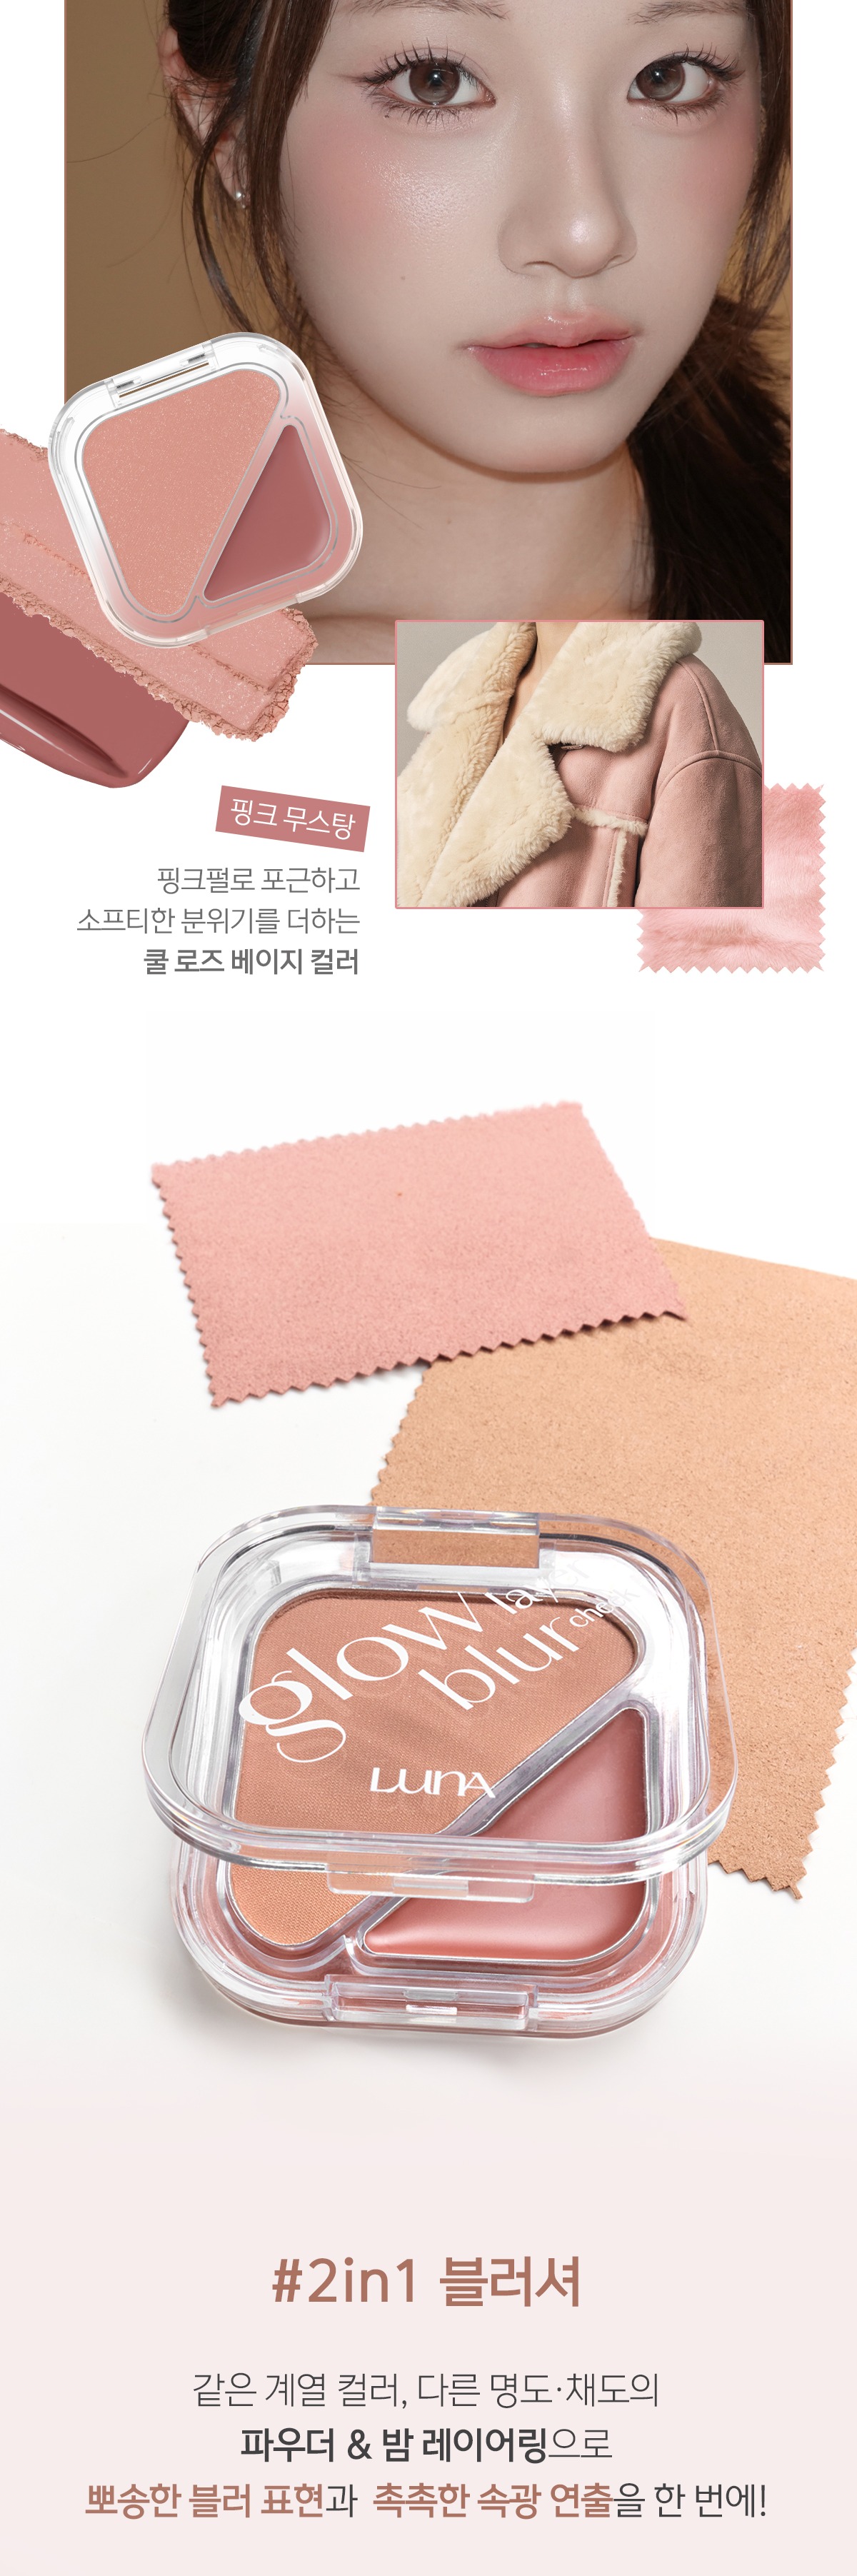 핑크 무스탕
핑크펄로 포근하고
소프티한 분위기를 더하는
쿨 로즈 베이지 컬러
glow layer
blur cheek
LUNA
#2in1 블러셔
같은 계열 컬러, 다른 명도·채도의
파우더 & 밤 레이어링으로
뽀송한 블러 표현과 촉촉한 속광 연출을 한 번에!